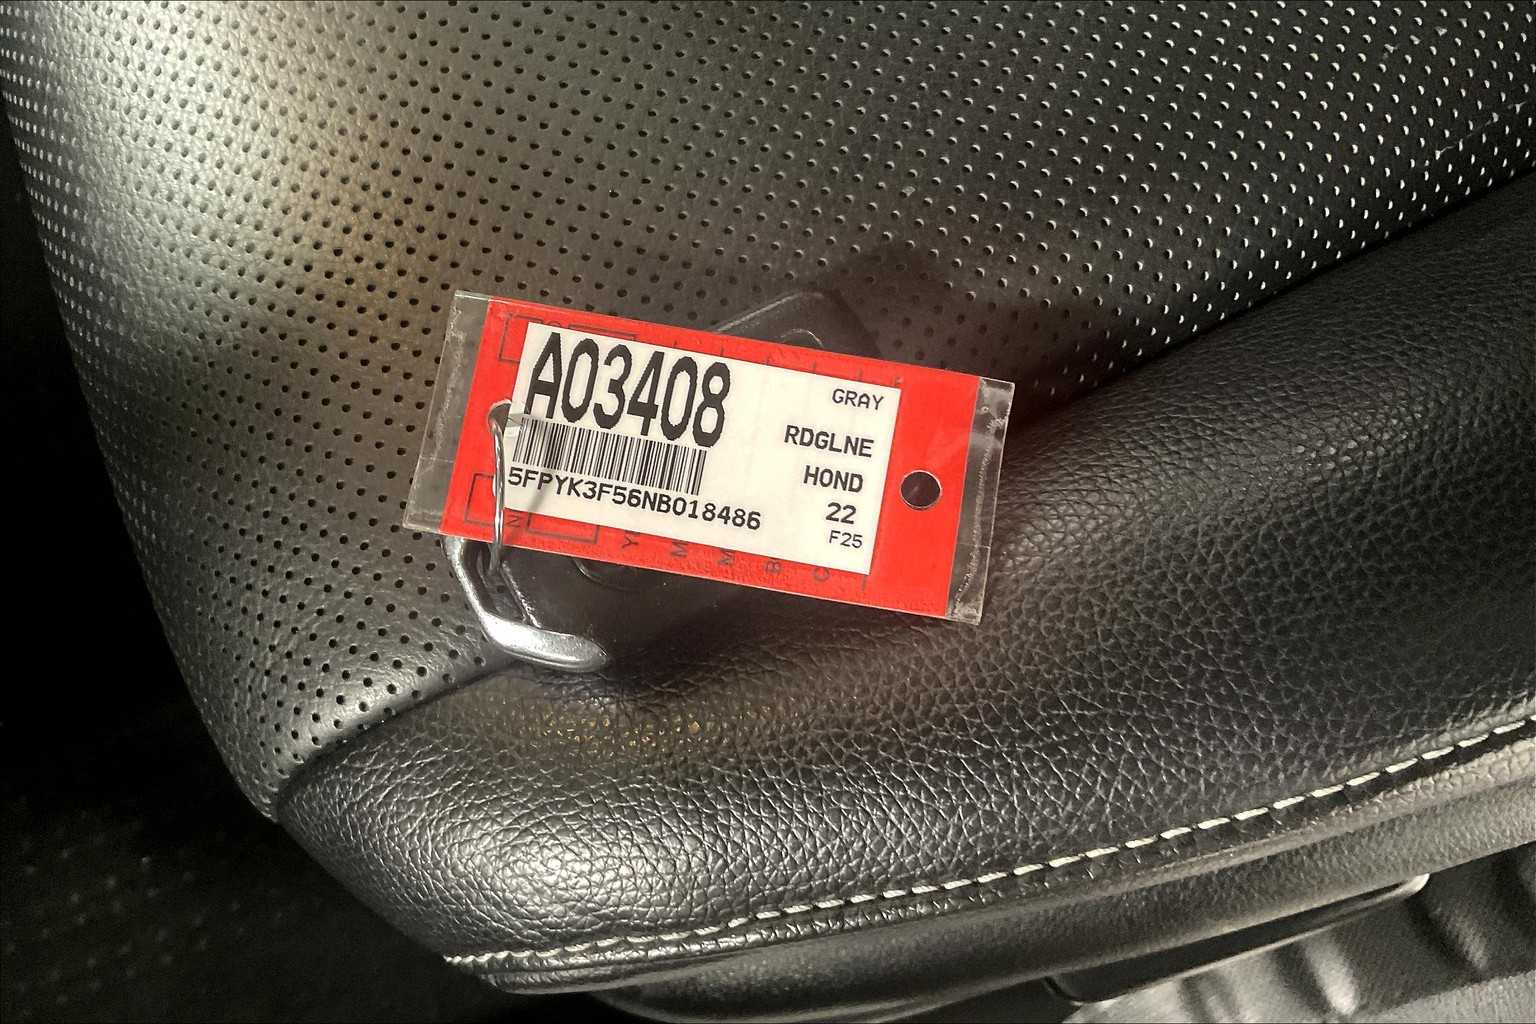 A03408
5FPYK3F56NB018486
GRAY
RDGLNE
HOND
22
F25